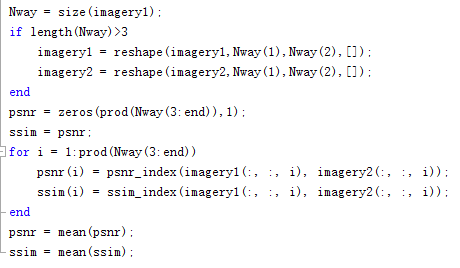 Nway = size(imagery1);
if length(Nway)>3
imagery1 = reshape(imagery1,Nway(1),Nway(2),[]);
imagery2 = reshape(imagery2,Nway(1),Nway(2),[]);
end
psnr = zeros(prod(Nway(3:end)),1);
ssim = psnr;
for i = 1:prod(Nway(3:end))
psnr(i) = psnr_index(imagery1(:, :, i), imagery2(:, :, i));
ssim(i) = ssim_index(imagery1(:, :, i), imagery2(:, :, i));
end
psnr = mean(psnr);
ssim = mean(ssim);